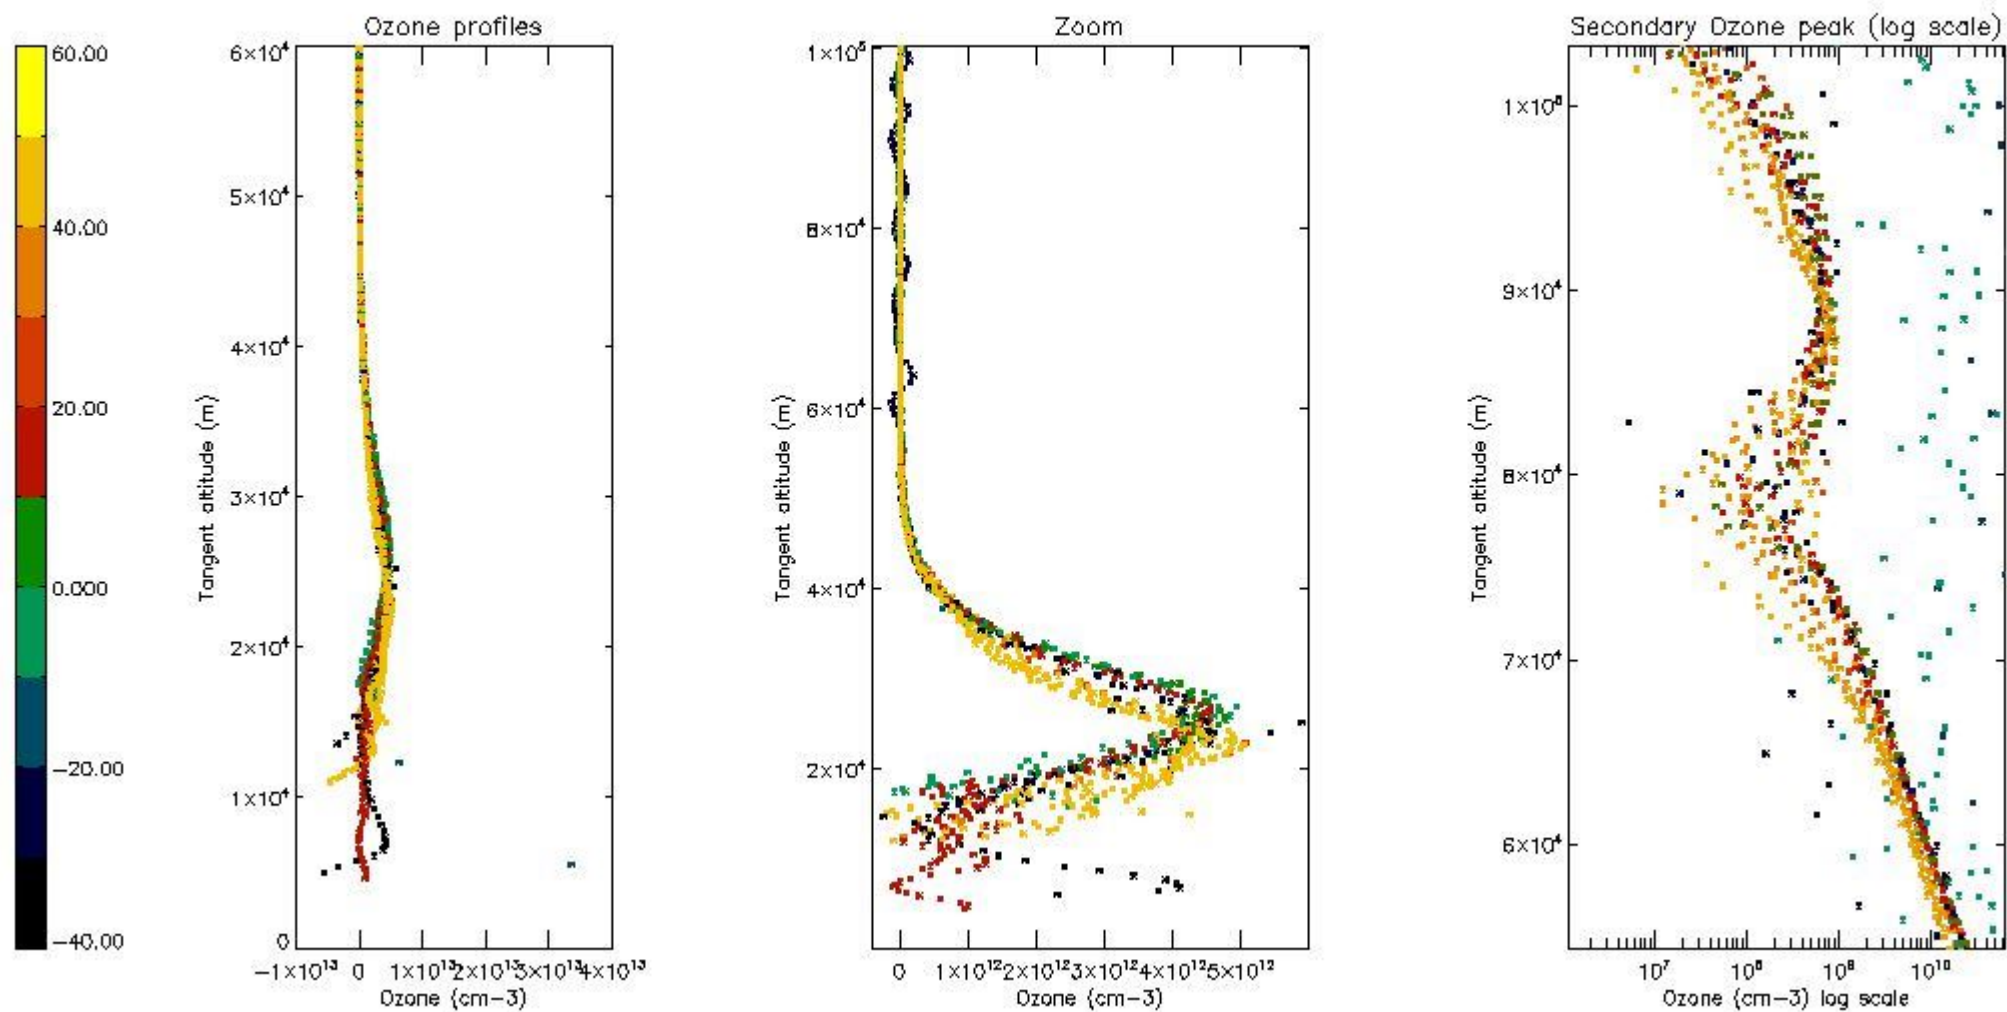 Ozone profiles
Zoom
Secondary Ozone peak (log scale)
60.00
40.00
20.00
0.000
−20.00
−40.00
6×10⁴
5×10⁴
4×10⁴
3×10⁴
2×10⁴
1×10⁴
0
Tangent altitude (m)
−1×10¹³ 0 1×10¹³ 2×10¹³ 3×10¹³ 4×10¹³
Ozone (cm−3)
1×10⁵
8×10⁴
6×10⁴
4×10⁴
2×10⁴
Tangent altitude (m)
0 1×10¹² 2×10¹² 3×10¹² 4×10¹² 5×10¹²
Ozone (cm−3)
1×10⁵
9×10⁴
8×10⁴
7×10⁴
6×10⁴
Tangent altitude (m)
10⁷ 10⁸ 10⁹ 10¹⁰
Ozone (cm−3) log scale